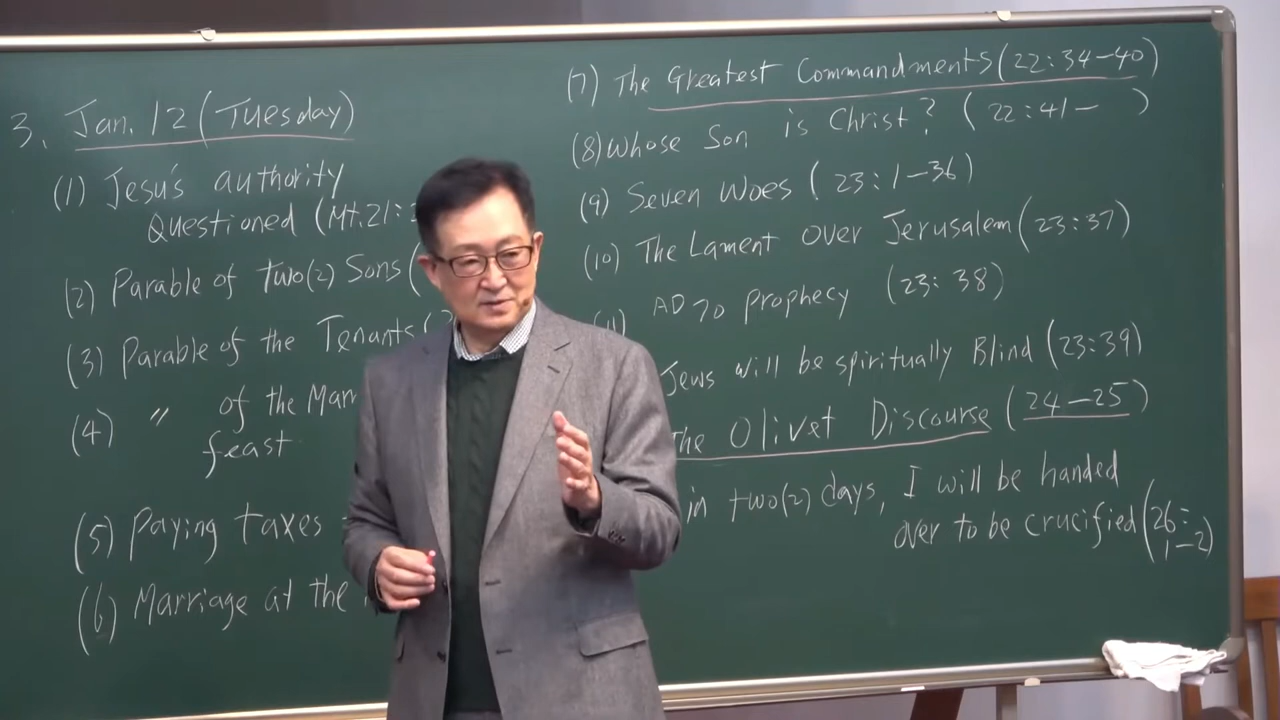 3. Jan. 12 (Tuesday)
(1) Jesu's authority
Questioned (Mt. 21:
(2) Parable of two(2) Sons (
(3) Parable of the Tenants (
(4) " of the Marr
feast
(5) Paying taxes
(6) Marriage at the
(7) The Greatest Commandments (22:34-40)
(8) Whose Son is Christ? (22:41- )
(9) Seven Woes (23:1-36)
(10) The Lament over Jerusalem (23:37)
(11) AD 70 prophecy (23:38)
Jews will be spiritually Blind (23:39)
The Olivet Discourse (24-25)
in two(2) days, I will be handed
over to be crucified (26:
1-2)